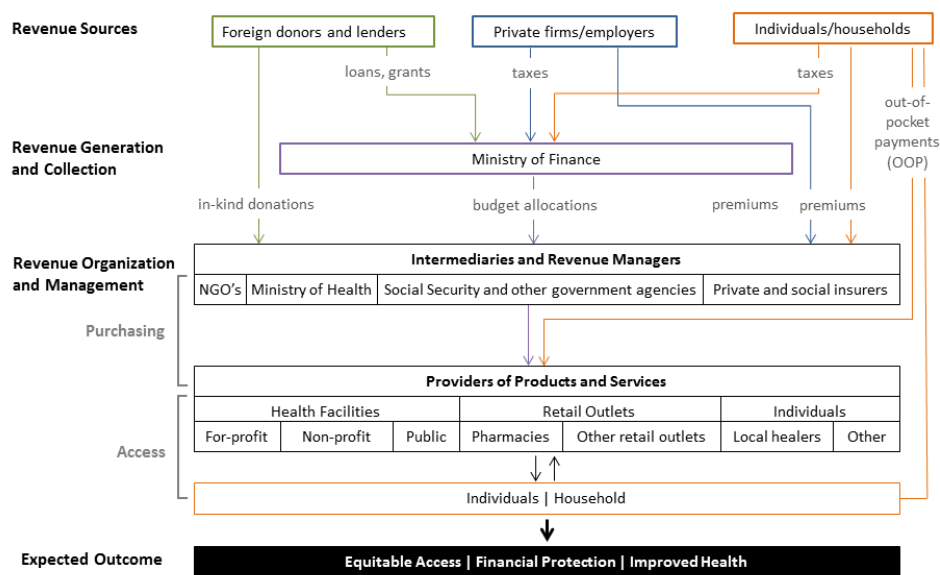 Revenue Sources
Foreign donors and lenders
Private firms/employers
Individuals/households
loans, grants
taxes
taxes
out-of-
pocket
payments
(OOP)
Revenue Generation
and Collection
Ministry of Finance
in-kind donations
budget allocations
premiums
premiums
Revenue Organization
and Management
Intermediaries and Revenue Managers
NGO's
Ministry of Health
Social Security and other government agencies
Private and social insurers
Purchasing
Providers of Products and Services
Health Facilities
Retail Outlets
Individuals
For-profit
Non-profit
Public
Pharmacies
Other retail outlets
Local healers
Other
Access
Individuals | Household
Expected Outcome
Equitable Access | Financial Protection | Improved Health